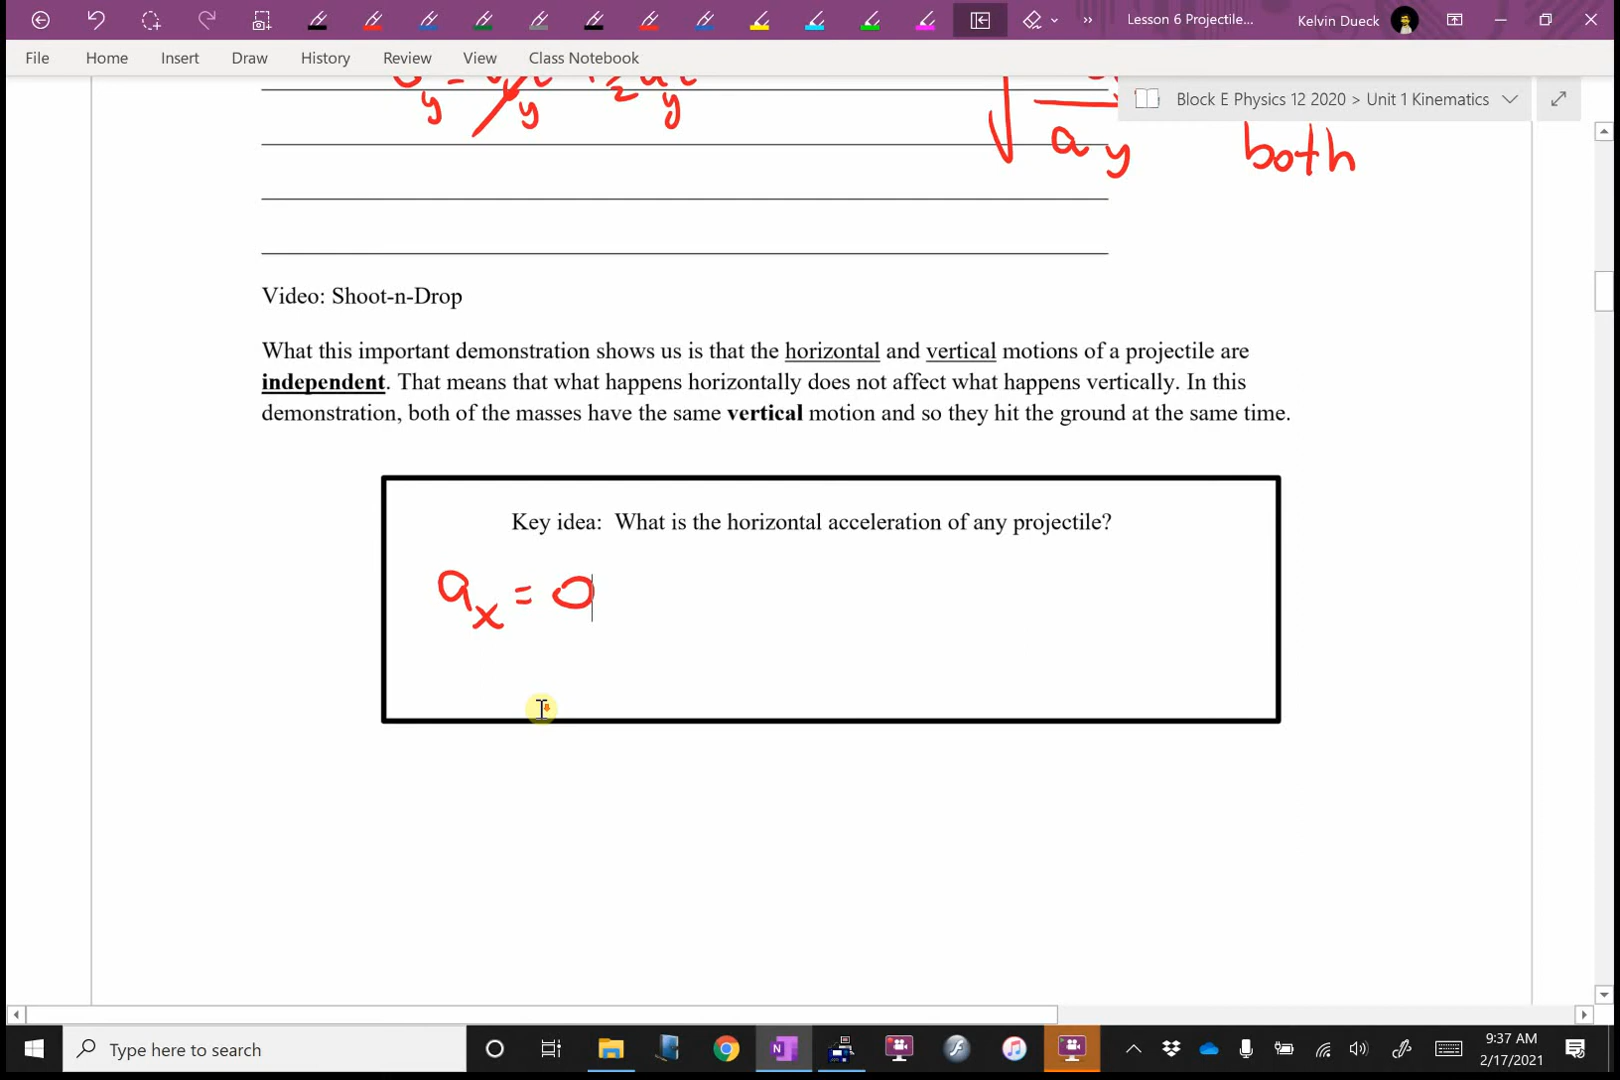 Lesson 6 Projectile...
Kelvin Dueck
File Home Insert Draw History Review View Class Notebook
Block E Physics 12 2020 > Unit 1 Kinematics
y y 2 y
a y
both
Video: Shoot-n-Drop
What this important demonstration shows us is that the horizontal and vertical motions of a projectile are
independent. That means that what happens horizontally does not affect what happens vertically. In this
demonstration, both of the masses have the same vertical motion and so they hit the ground at the same time.
Key idea: What is the horizontal acceleration of any projectile?
ax = 0
Type here to search
9:37 AM
2/17/2021